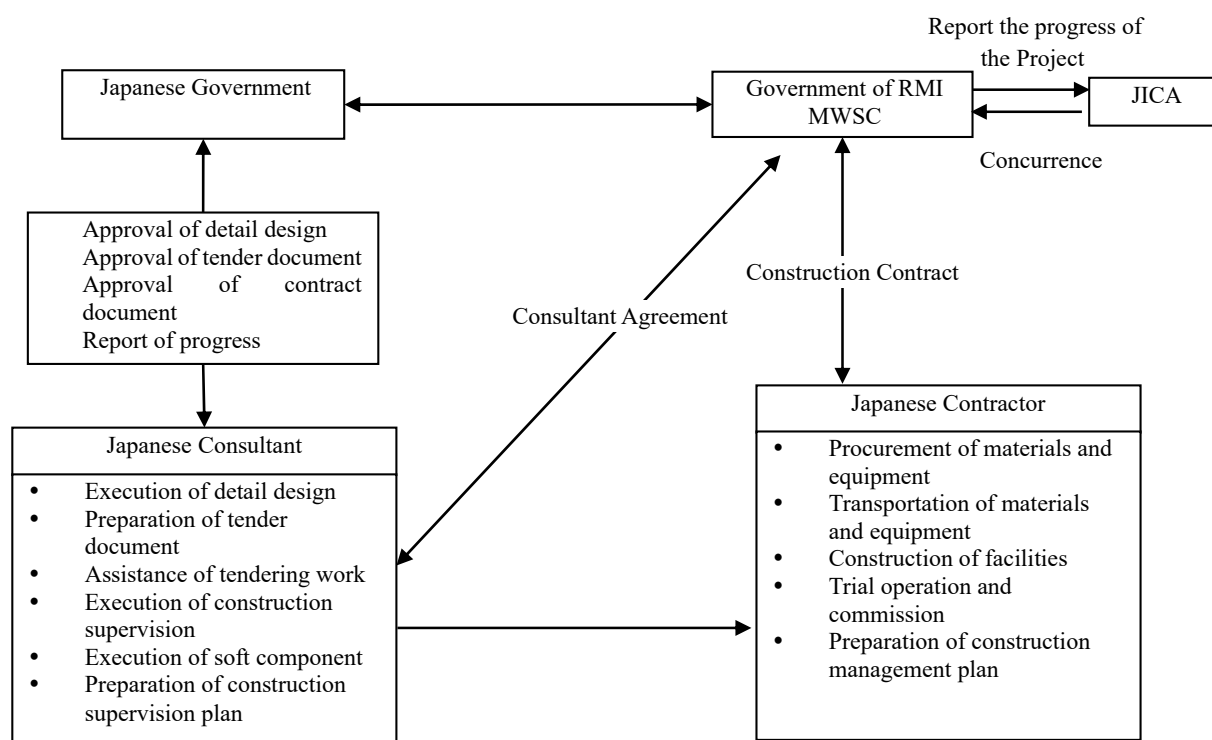 Report the progress of
the Project
Japanese Government
Government of RMI
MWSC
JICA
Concurrence
Approval of detail design
Approval of tender document
Approval of contract
document
Report of progress
Construction Contract
Consultant Agreement
Japanese Consultant
• Execution of detail design
• Preparation of tender
document
• Assistance of tendering work
• Execution of construction
supervision
• Execution of soft component
• Preparation of construction
supervision plan
Japanese Contractor
• Procurement of materials and
equipment
• Transportation of materials
and equipment
• Construction of facilities
• Trial operation and
commission
• Preparation of construction
management plan